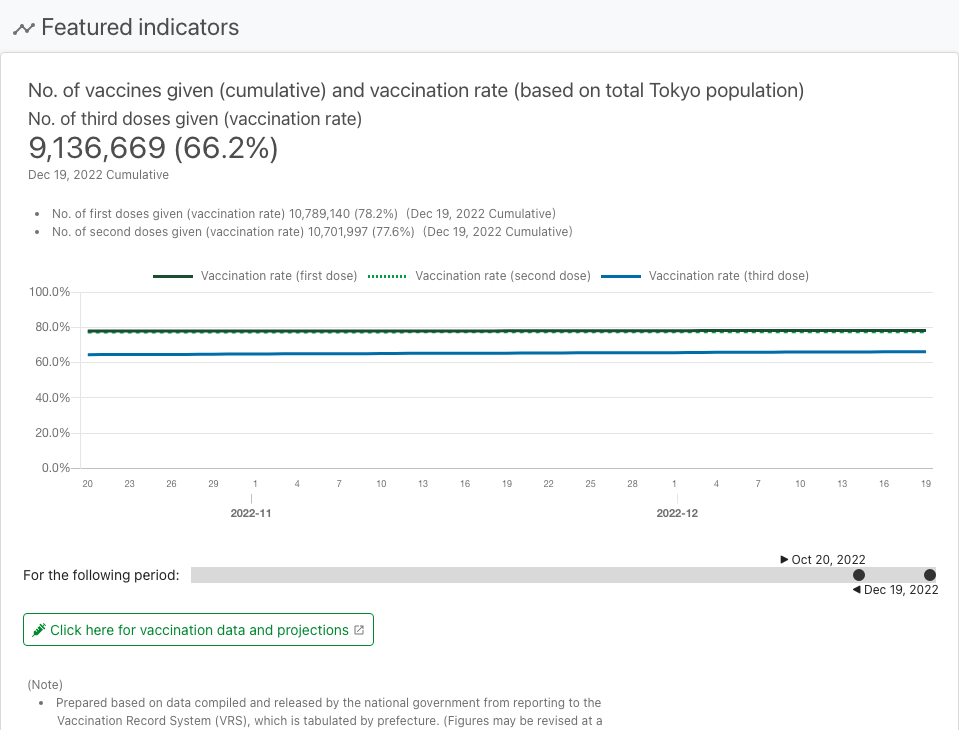 Featured indicators
No. of vaccines given (cumulative) and vaccination rate (based on total Tokyo population)
No. of third doses given (vaccination rate)
9,136,669 (66.2%)
Dec 19, 2022 Cumulative
• No. of first doses given (vaccination rate) 10,789,140 (78.2%) (Dec 19, 2022 Cumulative)
• No. of second doses given (vaccination rate) 10,701,997 (77.6%) (Dec 19, 2022 Cumulative)
Vaccination rate (first dose) Vaccination rate (second dose) Vaccination rate (third dose)
100.0%
80.0%
60.0%
40.0%
20.0%
0.0%
20 23 26 29 1 4 7 10 13 16 19 22 25 28 1 4 7 10 13 16 19
2022-11 2022-12
▶ Oct 20, 2022
For the following period:
◀ Dec 19, 2022
Click here for vaccination data and projections
(Note)
• Prepared based on data compiled and released by the national government from reporting to the
Vaccination Record System (VRS), which is tabulated by prefecture. (Figures may be revised at a